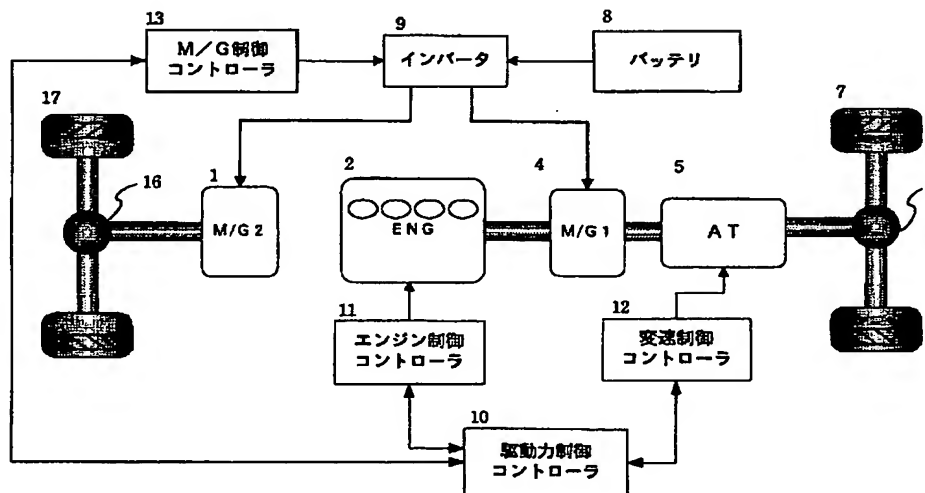 13
M/G制御
コントローラ
9
インバータ
8
バッテリ
17
7
16
1
M/G2
2
ENG
4
M/G1
5
AT
11
エンジン制御
コントローラ
12
変速制御
コントローラ
10
駆動力制御
コントローラ